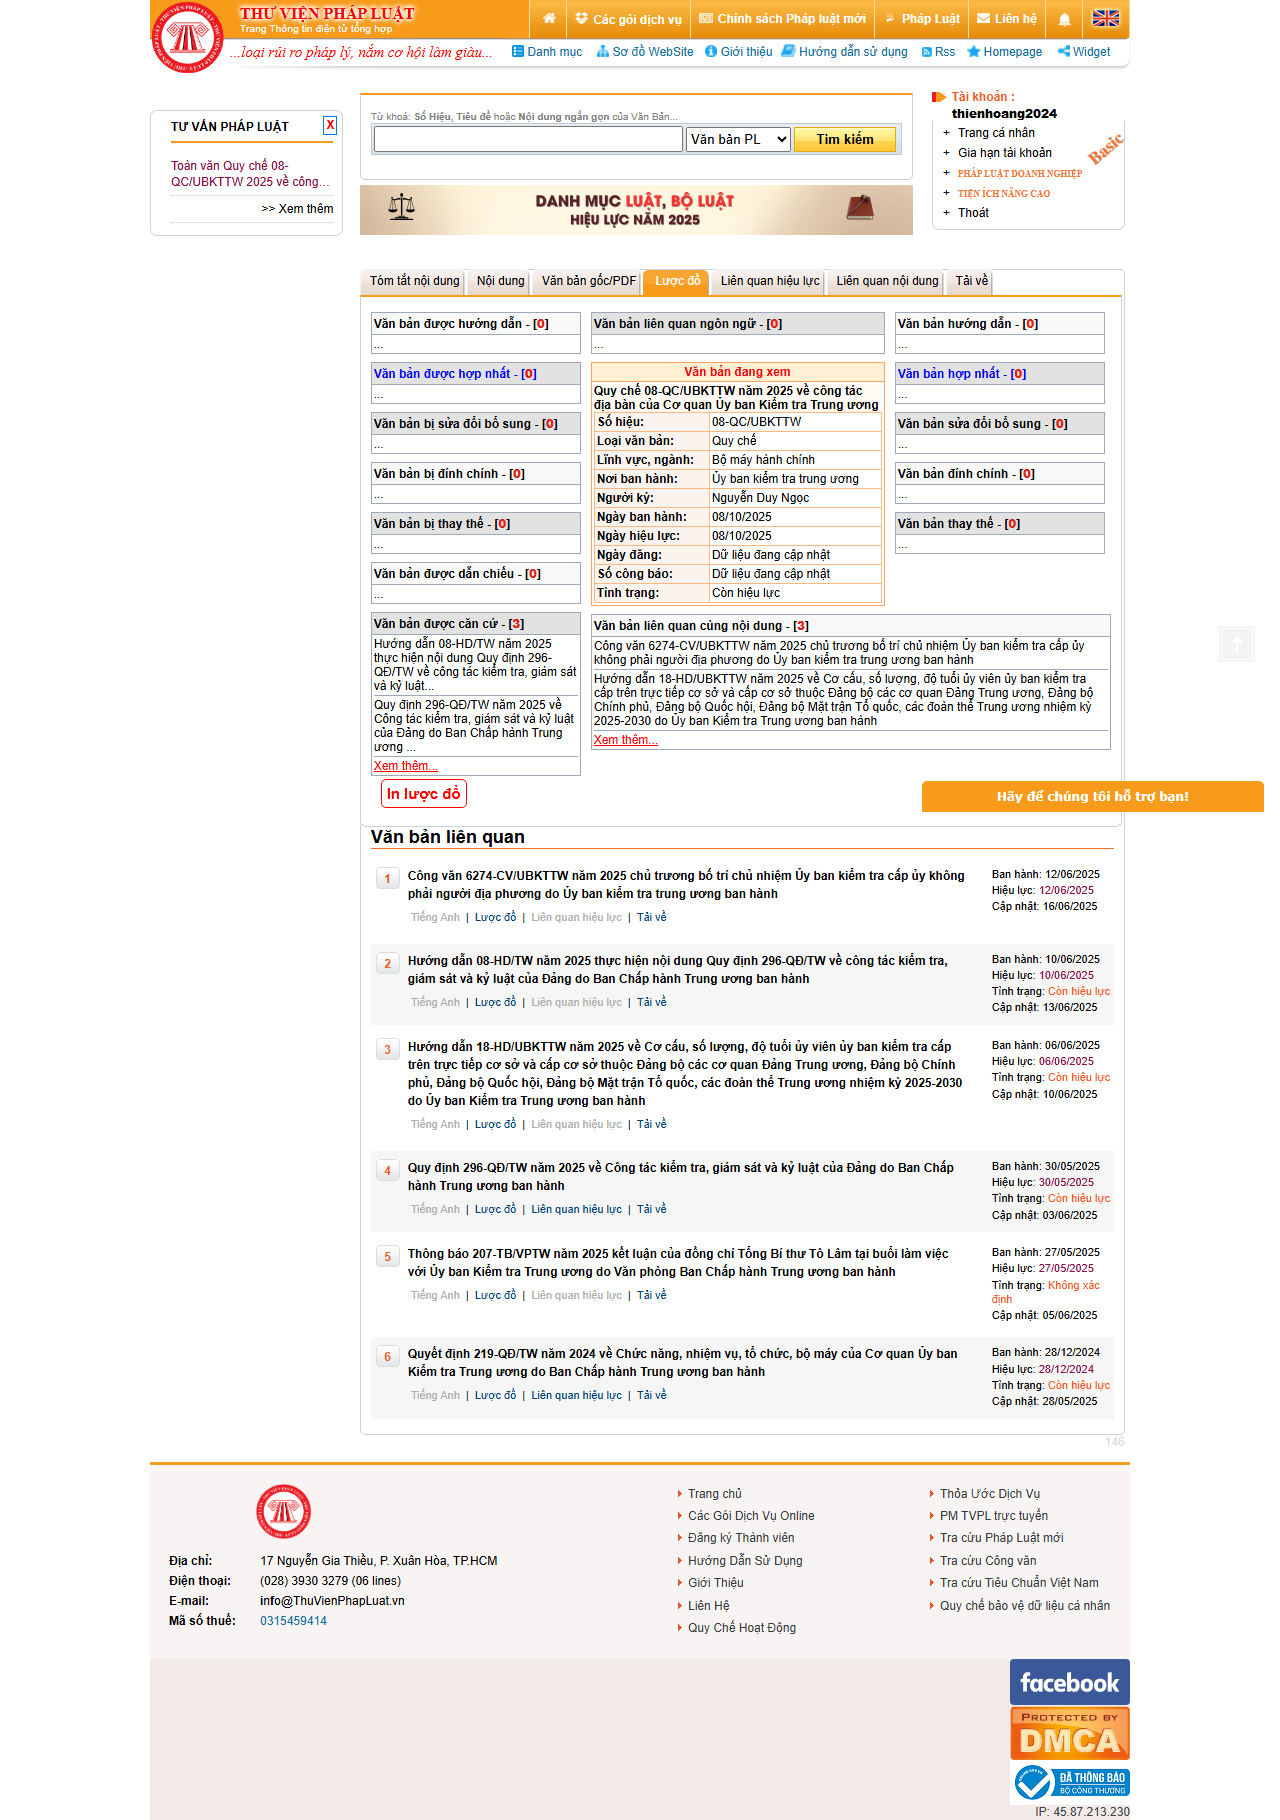 THƯ VIỆN PHÁP LUẬT
Trang Thông tin điện tử tổng hợp
Các gói dịch vụ
Chính sách Pháp luật mới
Pháp Luật
Liên hệ
...loại rủi ro pháp lý, nắm cơ hội làm giàu...
Danh mục
Sơ đồ WebSite
Giới thiệu
Hướng dẫn sử dụng
Rss
Homepage
Widget
TƯ VẤN PHÁP LUẬT
X
Toàn văn Quy chế 08-
QC/UBKTTW 2025 về công...
>> Xem thêm
Từ khoá: Số Hiệu, Tiêu đề hoặc Nội dung ngắn gọn của Văn Bản...
Văn bản PL
Tìm kiếm
DANH MỤC LUẬT, BỘ LUẬT
HIỆU LỰC NĂM 2025
Tài khoản :
thienhoang2024
+ Trang cá nhân
+ Gia hạn tài khoản
+ PHÁP LUẬT DOANH NGHIỆP
+ TIỆN ÍCH NÂNG CAO
+ Thoát
Basic
Tóm tắt nội dung
Nội dung
Văn bản gốc/PDF
Lược đồ
Liên quan hiệu lực
Liên quan nội dung
Tải về
Văn bản được hướng dẫn - [0]
...
Văn bản được hợp nhất - [0]
...
Văn bản bị sửa đổi bổ sung - [0]
...
Văn bản bị đính chính - [0]
...
Văn bản bị thay thế - [0]
...
Văn bản được dẫn chiếu - [0]
...
Văn bản được căn cứ - [3]
Hướng dẫn 08-HD/TW năm 2025
thực hiện nội dung Quy định 296-
QĐ/TW về công tác kiểm tra, giám sát
và kỷ luật...
Quy định 296-QĐ/TW năm 2025 về
Công tác kiểm tra, giám sát và kỷ luật
của Đảng do Ban Chấp hành Trung
ương ...
Xem thêm...
Văn bản liên quan ngôn ngữ - [0]
...
Văn bản đang xem
Quy chế 08-QC/UBKTTW năm 2025 về công tác
địa bàn của Cơ quan Ủy ban Kiểm tra Trung ương
Số hiệu: 08-QC/UBKTTW
Loại văn bản: Quy chế
Lĩnh vực, ngành: Bộ máy hành chính
Nơi ban hành: Ủy ban kiểm tra trung ương
Người ký: Nguyễn Duy Ngọc
Ngày ban hành: 08/10/2025
Ngày hiệu lực: 08/10/2025
Ngày đăng: Dữ liệu đang cập nhật
Số công báo: Dữ liệu đang cập nhật
Tình trạng: Còn hiệu lực
Văn bản hướng dẫn - [0]
...
Văn bản hợp nhất - [0]
...
Văn bản sửa đổi bổ sung - [0]
...
Văn bản đính chính - [0]
...
Văn bản thay thế - [0]
...
Văn bản liên quan cùng nội dung - [3]
Công văn 6274-CV/UBKTTW năm 2025 chủ trương bố trí chủ nhiệm Ủy ban kiểm tra cấp ủy
không phải người địa phương do Ủy ban kiểm tra trung ương ban hành
Hướng dẫn 18-HD/UBKTTW năm 2025 về Cơ cấu, số lượng, độ tuổi ủy viên ủy ban kiểm tra
cấp trên trực tiếp cơ sở và cấp cơ sở thuộc Đảng bộ các cơ quan Đảng Trung ương, Đảng bộ
Chính phủ, Đảng bộ Quốc hội, Đảng bộ Mặt trận Tổ quốc, các đoàn thể Trung ương nhiệm kỳ
2025-2030 do Ủy ban Kiểm tra Trung ương ban hành
Xem thêm...
In lược đồ
Hãy để chúng tôi hỗ trợ bạn!
Văn bản liên quan
1
Công văn 6274-CV/UBKTTW năm 2025 chủ trương bố trí chủ nhiệm Ủy ban kiểm tra cấp ủy không
phải người địa phương do Ủy ban kiểm tra trung ương ban hành
Tiếng Anh | Lược đồ | Liên quan hiệu lực | Tải về
Ban hành: 12/06/2025
Hiệu lực: 12/06/2025
Cập nhật: 16/06/2025
2
Hướng dẫn 08-HD/TW năm 2025 thực hiện nội dung Quy định 296-QĐ/TW về công tác kiểm tra,
giám sát và kỷ luật của Đảng do Ban Chấp hành Trung ương ban hành
Tiếng Anh | Lược đồ | Liên quan hiệu lực | Tải về
Ban hành: 10/06/2025
Hiệu lực: 10/06/2025
Tình trạng: Còn hiệu lực
Cập nhật: 13/06/2025
3
Hướng dẫn 18-HD/UBKTTW năm 2025 về Cơ cấu, số lượng, độ tuổi ủy viên ủy ban kiểm tra cấp
trên trực tiếp cơ sở và cấp cơ sở thuộc Đảng bộ các cơ quan Đảng Trung ương, Đảng bộ Chính
phủ, Đảng bộ Quốc hội, Đảng bộ Mặt trận Tổ quốc, các đoàn thể Trung ương nhiệm kỳ 2025-2030
do Ủy ban Kiểm tra Trung ương ban hành
Tiếng Anh | Lược đồ | Liên quan hiệu lực | Tải về
Ban hành: 06/06/2025
Hiệu lực: 06/06/2025
Tình trạng: Còn hiệu lực
Cập nhật: 10/06/2025
4
Quy định 296-QĐ/TW năm 2025 về Công tác kiểm tra, giám sát và kỷ luật của Đảng do Ban Chấp
hành Trung ương ban hành
Tiếng Anh | Lược đồ | Liên quan hiệu lực | Tải về
Ban hành: 30/05/2025
Hiệu lực: 30/05/2025
Tình trạng: Còn hiệu lực
Cập nhật: 03/06/2025
5
Thông báo 207-TB/VPTW năm 2025 kết luận của đồng chí Tổng Bí thư Tô Lâm tại buổi làm việc
với Ủy ban Kiểm tra Trung ương do Văn phòng Ban Chấp hành Trung ương ban hành
Tiếng Anh | Lược đồ | Liên quan hiệu lực | Tải về
Ban hành: 27/05/2025
Hiệu lực: 27/05/2025
Tình trạng: Không xác
định
Cập nhật: 05/06/2025
6
Quyết định 219-QĐ/TW năm 2024 về Chức năng, nhiệm vụ, tổ chức, bộ máy của Cơ quan Ủy ban
Kiểm tra Trung ương do Ban Chấp hành Trung ương ban hành
Tiếng Anh | Lược đồ | Liên quan hiệu lực | Tải về
Ban hành: 28/12/2024
Hiệu lực: 28/12/2024
Tình trạng: Còn hiệu lực
Cập nhật: 28/05/2025
146
Địa chỉ: 17 Nguyễn Gia Thiều, P. Xuân Hòa, TP.HCM
Điện thoại: (028) 3930 3279 (06 lines)
E-mail: info@ThuVienPhapLuat.vn
Mã số thuế: 0315459414
Trang chủ
Các Gói Dịch Vụ Online
Đăng ký Thành viên
Hướng Dẫn Sử Dụng
Giới Thiệu
Liên Hệ
Quy Chế Hoạt Động
Thỏa Ước Dịch Vụ
PM TVPL trực tuyến
Tra cứu Pháp Luật mới
Tra cứu Công văn
Tra cứu Tiêu Chuẩn Việt Nam
Quy chế bảo vệ dữ liệu cá nhân
facebook
PROTECTED BY
DMCA
ĐÃ THÔNG BÁO
BỘ CÔNG THƯƠNG
IP: 45.87.213.230